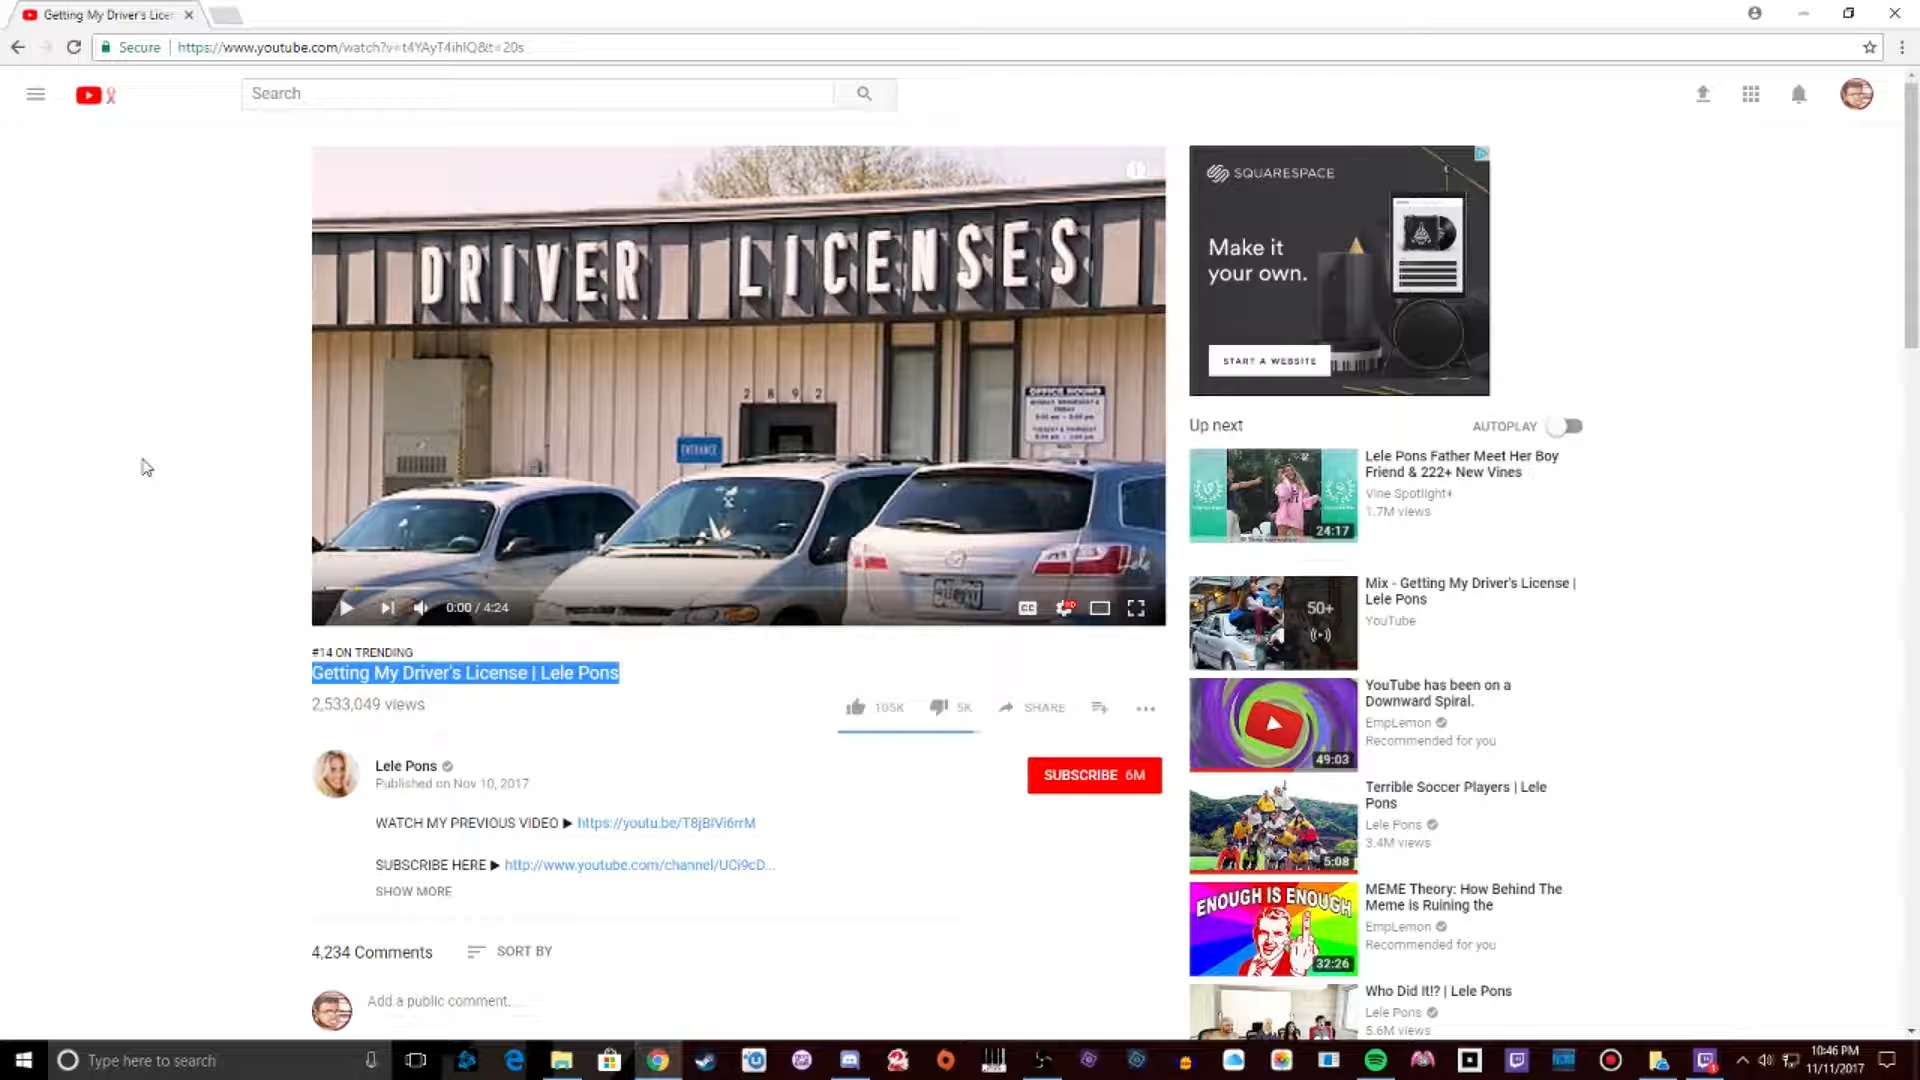 Getting My Driver's Licen
Secure
https://www.youtube.com/watch?v=t4YAyT4ihIQ&t=20s
Search
DRIVER LICENSES
2892
ENTRANCE
OFFICE HOURS
Lele
0:00 / 4:24
CC
HD
#14 ON TRENDING
Getting My Driver's License | Lele Pons
2,533,049 views
105K
5K
SHARE
Lele Pons
Published on Nov 10, 2017
SUBSCRIBE 6M
WATCH MY PREVIOUS VIDEO ▶ https://youtu.be/T8jBIVi6rrM
SUBSCRIBE HERE ▶ http://www.youtube.com/channel/UCi9cD...
SHOW MORE
4,234 Comments
SORT BY
Add a public comment...
SQUARESPACE
Make it
your own.
START A WEBSITE
Up next
AUTOPLAY
Lele Pons Father Meet Her Boy
Friend & 222+ New Vines
Vine Spotlight+
1.7M views
24:17
Mix - Getting My Driver's License |
Lele Pons
YouTube
50+
YouTube has been on a
Downward Spiral.
EmpLemon
Recommended for you
49:03
Terrible Soccer Players | Lele
Pons
Lele Pons
3.4M views
5:08
MEME Theory: How Behind The
Meme is Ruining the
EmpLemon
Recommended for you
ENOUGH IS ENOUGH
32:26
Who Did It!? | Lele Pons
Lele Pons
5.6M views
Type here to search
10:46 PM
11/11/2017